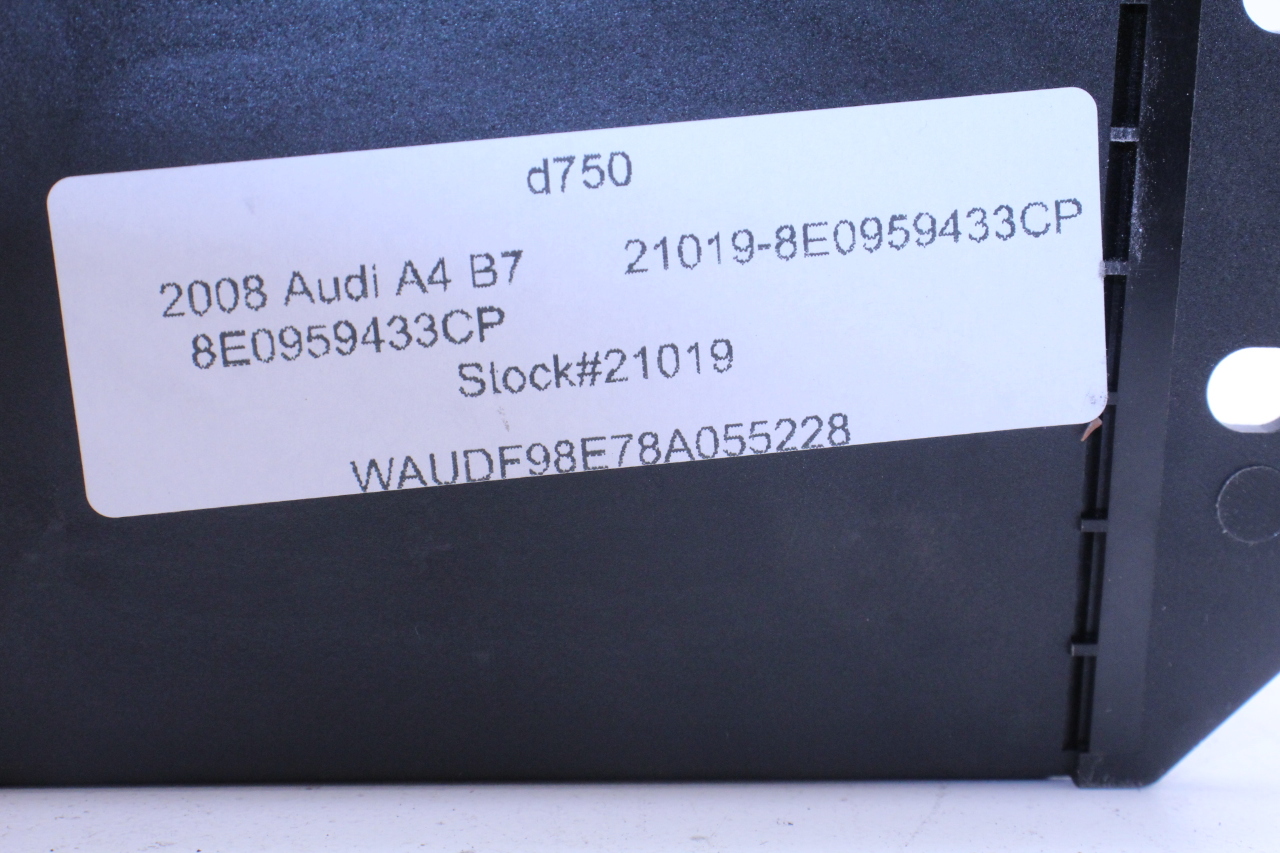 d750
2008 Audi A4 B7 21019-8E0959433CP
8E0959433CP
Stock#21019
WAUDF98E78A055228